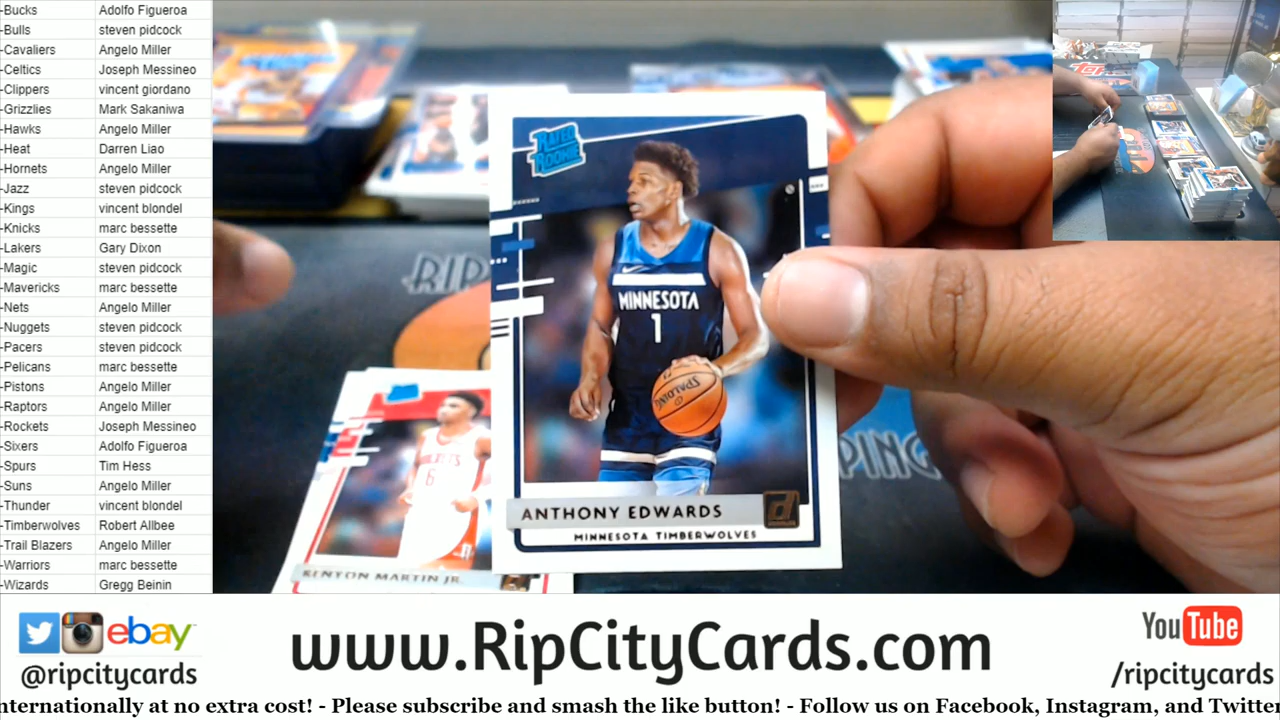 -Bucks Adolfo Figueroa
-Bulls steven pidcock
-Cavaliers Angelo Miller
-Celtics Joseph Messineo
-Clippers vincent giordano
-Grizzlies Mark Sakaniwa
-Hawks Angelo Miller
-Heat Darren Liao
-Hornets Angelo Miller
-Jazz steven pidcock
-Kings vincent blondel
-Knicks marc bessette
-Lakers Gary Dixon
-Magic steven pidcock
-Mavericks marc bessette
-Nets Angelo Miller
-Nuggets steven pidcock
-Pacers steven pidcock
-Pelicans marc bessette
-Pistons Angelo Miller
-Raptors Angelo Miller
-Rockets Joseph Messineo
-Sixers Adolfo Figueroa
-Spurs Tim Hess
-Suns Angelo Miller
-Thunder vincent blondel
-Timberwolves Robert Allbee
-Trail Blazers Angelo Miller
-Warriors marc bessette
-Wizards Gregg Beinin
RATED
ROOKIE
MINNESOTA
1
SPALDING
ANTHONY EDWARDS
MINNESOTA TIMBERWOLVES
RIP
PING
6
KENYON MARTIN JR.
ebay
@ripcitycards
www.RipCityCards.com
YouTube
/ripcitycards
nternationally at no extra cost! - Please subscribe and smash the like button! - Follow us on Facebook, Instagram, and Twitter